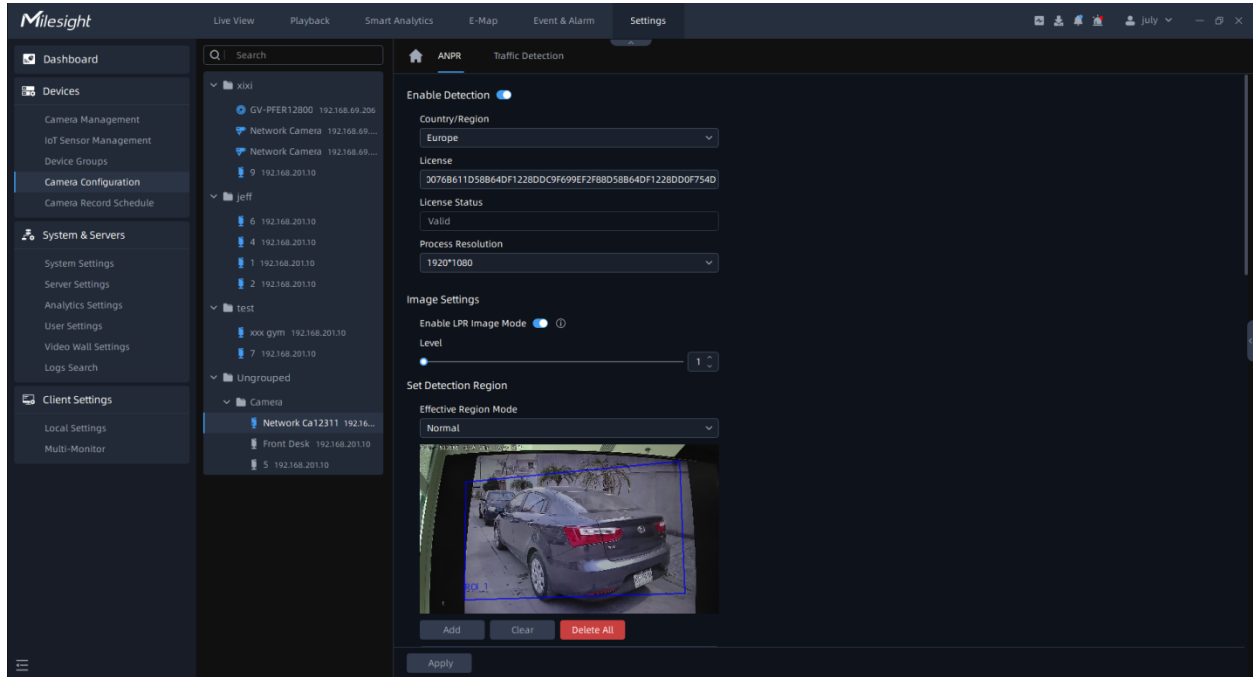 Milesight
Live View Playback Smart Analytics E-Map Event & Alarm Settings
july
Dashboard
Devices
Camera Management
IoT Sensor Management
Device Groups
Camera Configuration
Camera Record Schedule
System & Servers
System Settings
Server Settings
Analytics Settings
User Settings
Video Wall Settings
Logs Search
Client Settings
Local Settings
Multi-Monitor
Search
xixi
GV-PFER12800 192.168.69.206
Network Camera 192.168.69....
Network Camera 192.168.69....
9 192.168.201.10
jeff
6 192.168.201.10
4 192.168.201.10
1 192.168.201.10
2 192.168.201.10
test
xxx gym 192.168.201.10
7 192.168.201.10
Ungrouped
Camera
Network Ca12311 192.16...
Front Desk 192.168.201.10
5 192.168.201.10
ANPR Traffic Detection
Enable Detection
Country/Region
Europe
License
0076B611D58B64DF1228DDC9F699EF2F88D58B64DF1228DD0F754D
License Status
Valid
Process Resolution
1920*1080
Image Settings
Enable LPR Image Mode
Level
1
Set Detection Region
Effective Region Mode
Normal
ROI_1
Add Clear Delete All
Apply